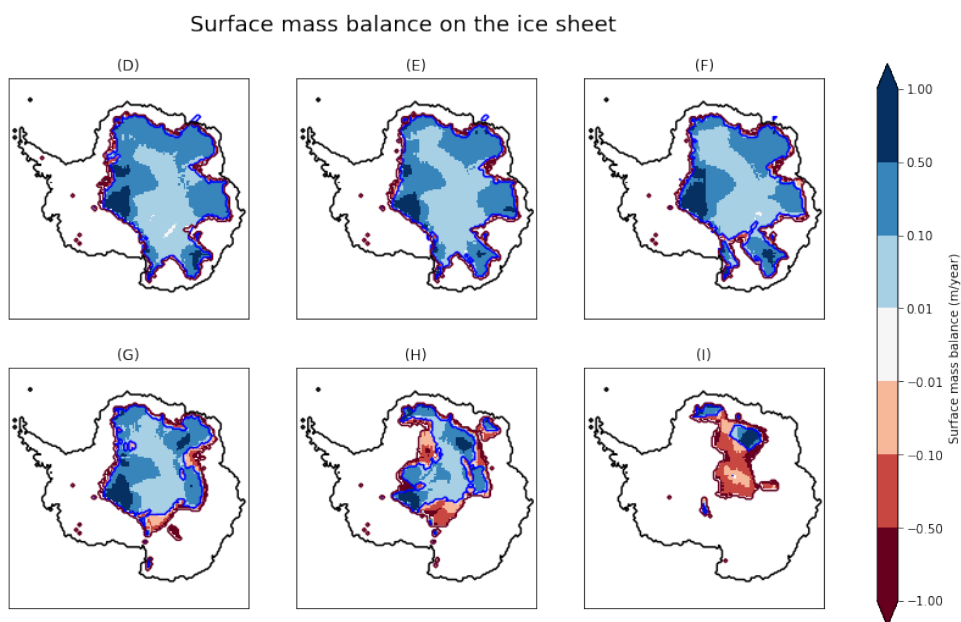 Surface mass balance on the ice sheet
(D)
(E)
(F)
(G)
(H)
(I)
1.00
0.50
0.10
0.01
−0.01
−0.10
−0.50
−1.00
Surface mass balance (m/year)